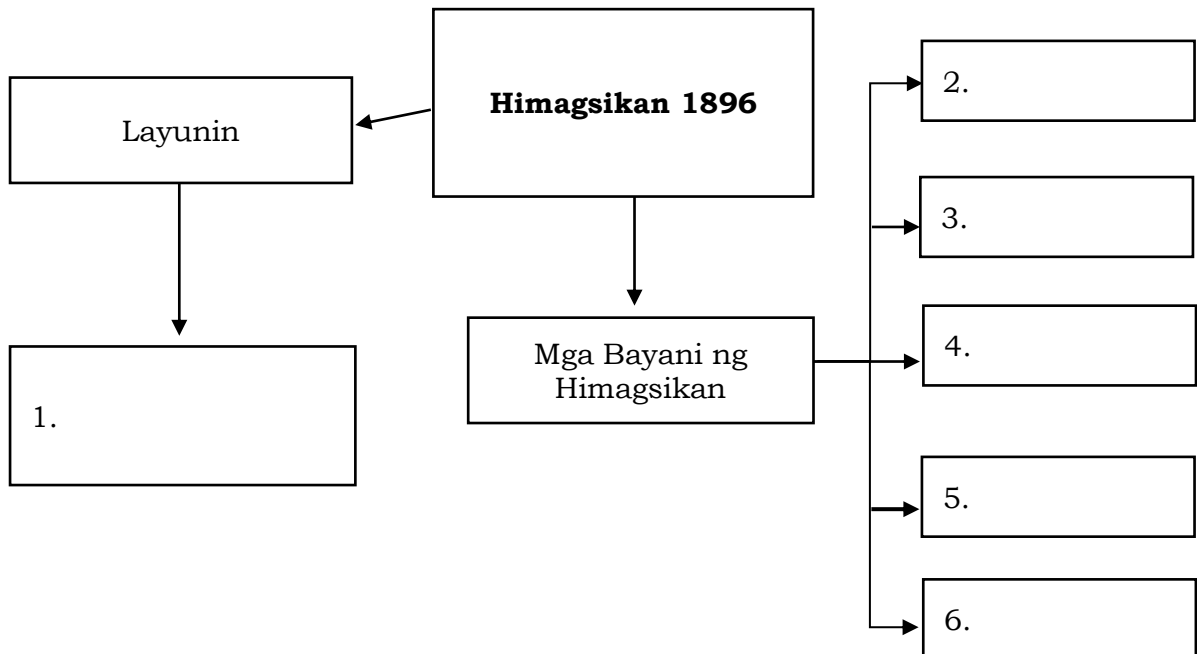 Himagsikan 1896
Layunin
1.
Mga Bayani ng
Himagsikan
2.
3.
4.
5.
6.